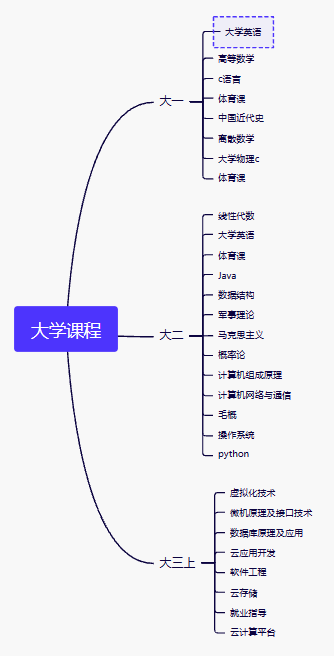 大学课程
大一
大学英语
高等数学
c语言
体育课
中国近代史
离散数学
大学物理c
体育课
大二
线性代数
大学英语
体育课
Java
数据结构
军事理论
马克思主义
概率论
计算机组成原理
计算机网络与通信
毛概
操作系统
python
大三上
虚拟化技术
微机原理及接口技术
数据库原理及应用
云应用开发
软件工程
云存储
就业指导
云计算平台